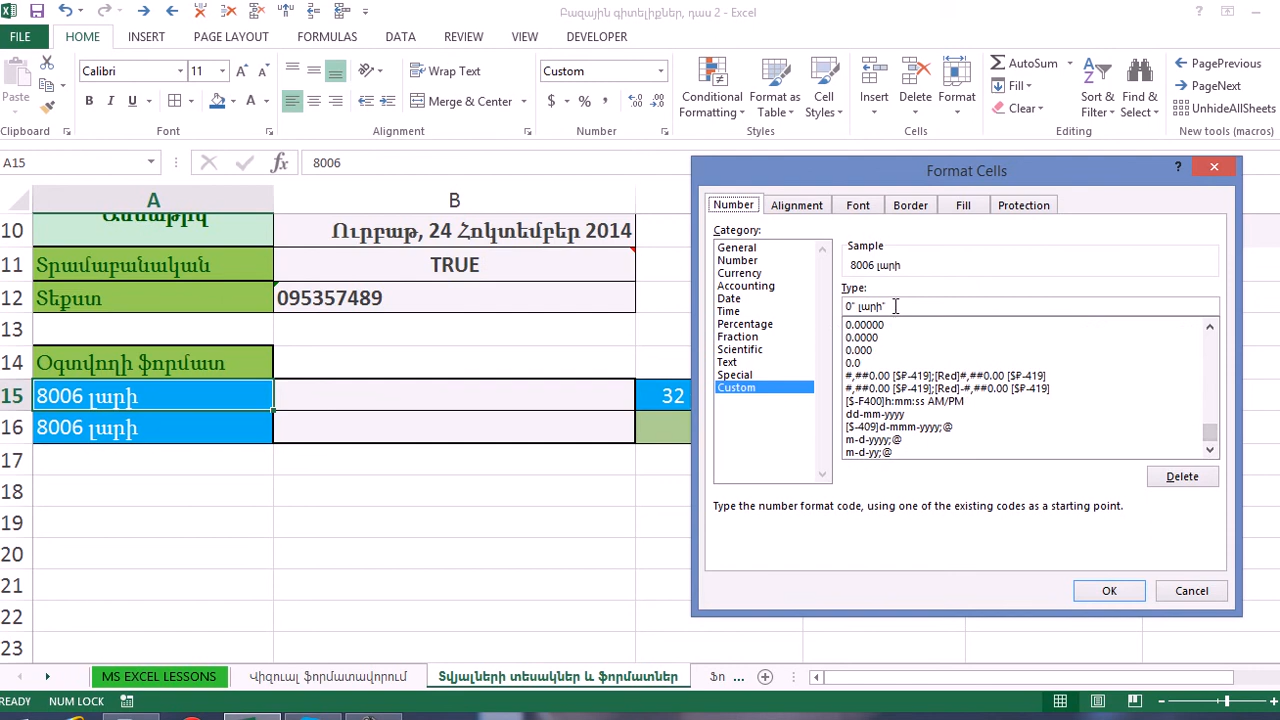 Բազային գիտելիքներ, դաս 2 - Excel
FILE HOME INSERT PAGE LAYOUT FORMULAS DATA REVIEW VIEW DEVELOPER
Calibri 11 Wrap Text Custom AutoSum PagePrevious
Fill PageNext
Paste B I U Merge & Center $ % Conditional Formatting Format as Table Cell Styles Insert Delete Format Clear Sort & Filter Find & Select UnhideAllSheets
Clipboard Font Alignment Number Styles Cells Editing New tools (macros)
A15 fx 8006
A B
10 Ամսաթիվ Ուրբաթ, 24 Հոկտեմբեր 2014
11 Տրամաբանական TRUE
12 Տեքստ 095357489
13
14 Օգտվողի ֆորմատ
15 8006 լարի 32
16 8006 լարի
17
18
19
20
21
22
23
Format Cells
Number Alignment Font Border Fill Protection
Category:
General
Number
Currency
Accounting
Date
Time
Percentage
Fraction
Scientific
Text
Special
Custom
Sample
8006 լարի
Type:
0" լարի"
0.00000
0.0000
0.000
0.0
#,##0.00 [$₽-419];[Red]#,##0.00 [$₽-419]
#,##0.00 [$₽-419];[Red]-#,##0.00 [$₽-419]
[$-F400]h:mm:ss AM/PM
dd-mm-yyyy
[$-409]d-mmm-yyyy;@
m-d-yyyy;@
m-d-yy;@
Delete
Type the number format code, using one of the existing codes as a starting point.
OK Cancel
MS EXCEL LESSONS Վիզուալ ֆորմատավորում Տվյալների տեսակներ և ֆորմատներ Ֆո ...
READY NUM LOCK